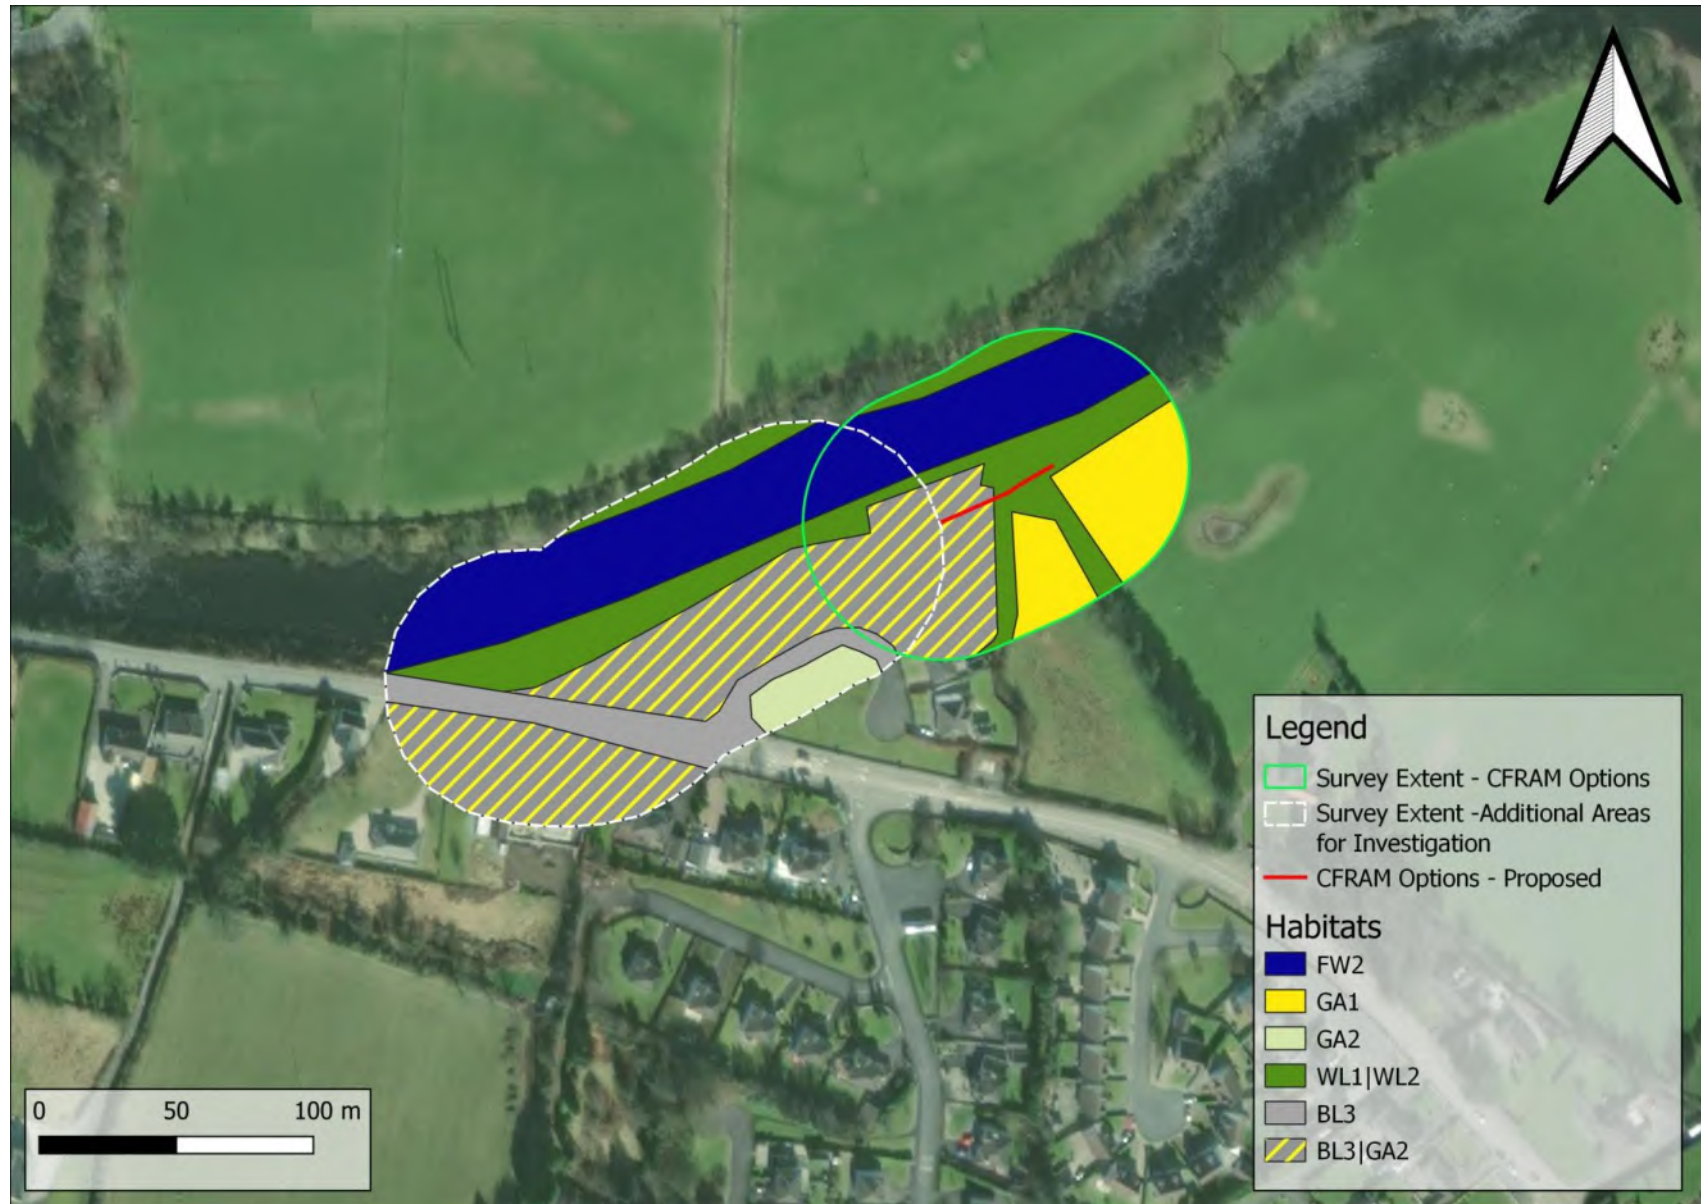 Legend
Survey Extent - CFRAM Options
Survey Extent -Additional Areas
for Investigation
CFRAM Options - Proposed
Habitats
FW2
GA1
GA2
WL1|WL2
BL3
BL3|GA2
0 50 100 m